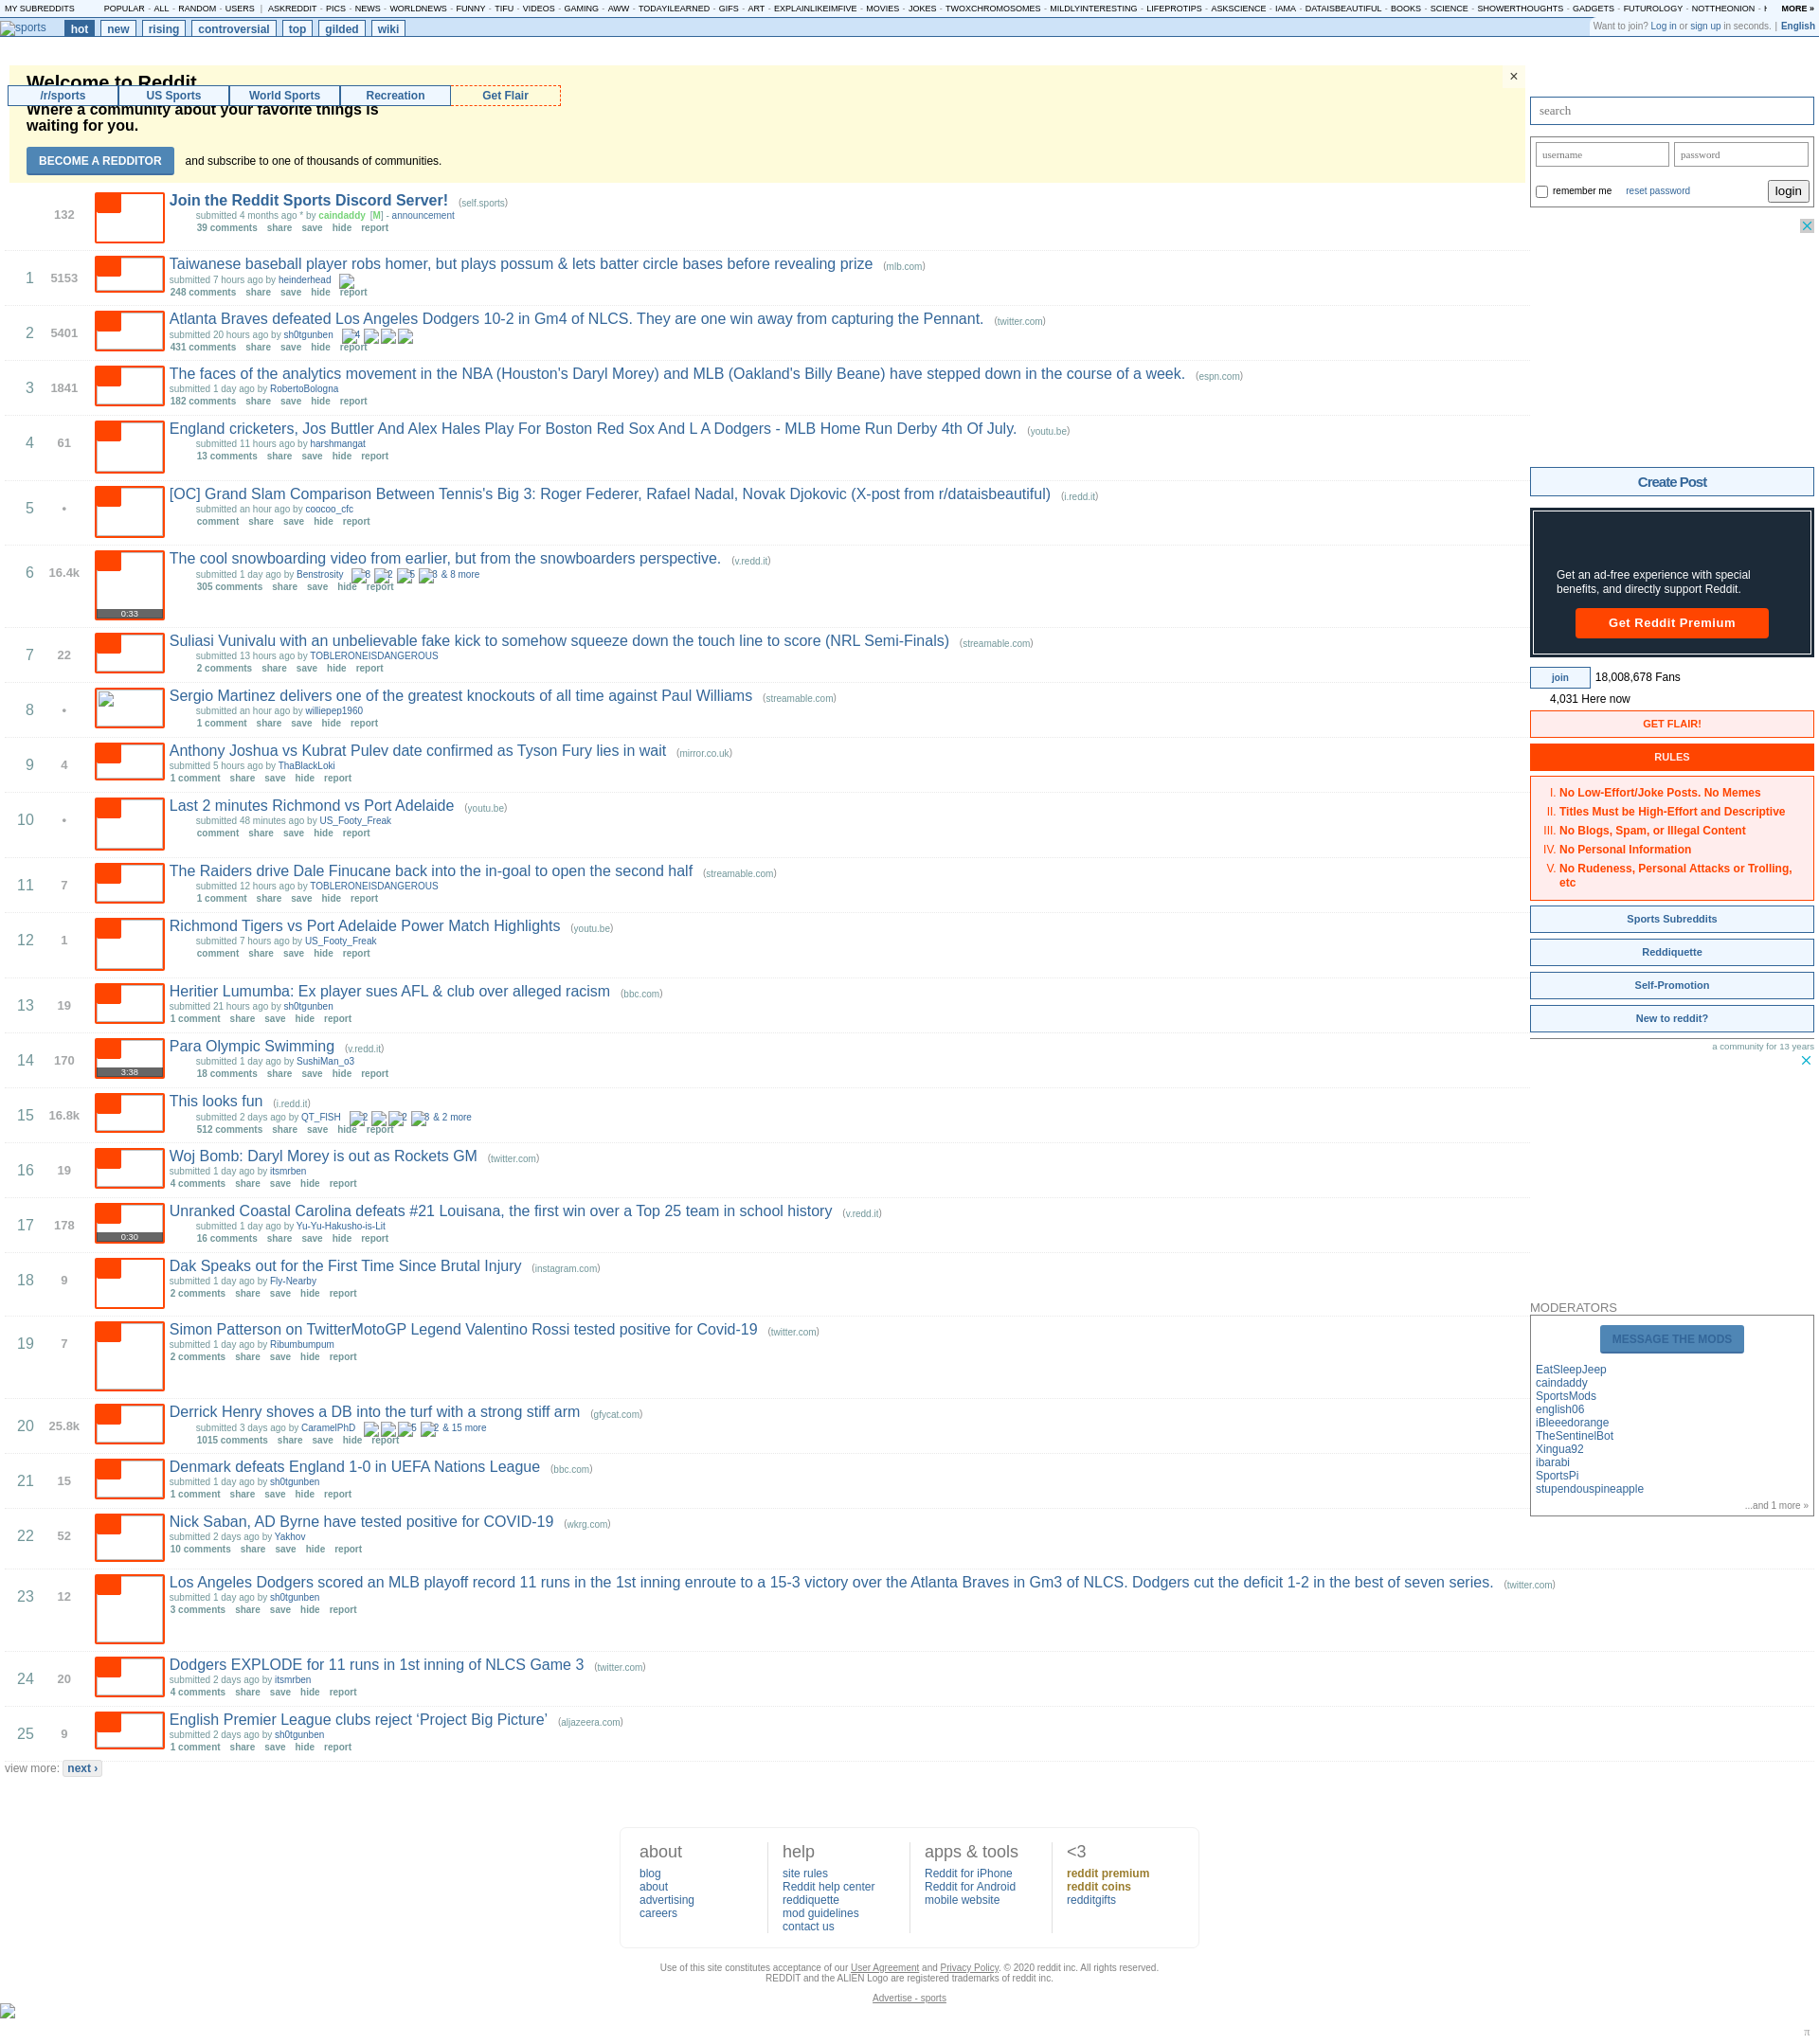 MY SUBREDDITS POPULAR - ALL - RANDOM - USERS | ASKREDDIT - PICS - NEWS - WORLDNEWS - FUNNY - TIFU - VIDEOS - GAMING - AWW - TODAYILEARNED - GIFS - ART - EXPLAINLIKEIMFIVE - MOVIES - JOKES - TWOXCHROMOSOMES - MILDLYINTERESTING - LIFEPROTIPS - ASKSCIENCE - IAMA - DATAISBEAUTIFUL - BOOKS - SCIENCE - SHOWERTHOUGHTS - GADGETS - FUTUROLOGY - NOTTHEONION - MORE »
sports hot new rising controversial top gilded wiki
Want to join? Log in or sign up in seconds. | English
Welcome to Reddit
×
/r/sports US Sports World Sports Recreation Get Flair
Where a community about your favorite things is
waiting for you.
BECOME A REDDITOR and subscribe to one of thousands of communities.
search
username password
remember me reset password login
132
Join the Reddit Sports Discord Server! (self.sports)
submitted 4 months ago * by caindaddy [M] - announcement
39 comments share save hide report
1 5153
Taiwanese baseball player robs homer, but plays possum & lets batter circle bases before revealing prize (mlb.com)
submitted 7 hours ago by heinderhead
248 comments share save hide report
2 5401
Atlanta Braves defeated Los Angeles Dodgers 10-2 in Gm4 of NLCS. They are one win away from capturing the Pennant. (twitter.com)
submitted 20 hours ago by sh0tgunben 4
431 comments share save hide report
3 1841
The faces of the analytics movement in the NBA (Houston's Daryl Morey) and MLB (Oakland's Billy Beane) have stepped down in the course of a week. (espn.com)
submitted 1 day ago by RobertoBologna
182 comments share save hide report
4 61
England cricketers, Jos Buttler And Alex Hales Play For Boston Red Sox And L A Dodgers - MLB Home Run Derby 4th Of July. (youtu.be)
submitted 11 hours ago by harshmangat
13 comments share save hide report
5 •
[OC] Grand Slam Comparison Between Tennis's Big 3: Roger Federer, Rafael Nadal, Novak Djokovic (X-post from r/dataisbeautiful) (i.redd.it)
submitted an hour ago by coocoo_cfc
comment share save hide report
6 16.4k
0:33
The cool snowboarding video from earlier, but from the snowboarders perspective. (v.redd.it)
submitted 1 day ago by Benstrosity 8 2 5 3 & 8 more
305 comments share save hide report
7 22
Suliasi Vunivalu with an unbelievable fake kick to somehow squeeze down the touch line to score (NRL Semi-Finals) (streamable.com)
submitted 13 hours ago by TOBLERONEISDANGEROUS
2 comments share save hide report
8 •
Sergio Martinez delivers one of the greatest knockouts of all time against Paul Williams (streamable.com)
submitted an hour ago by williepep1960
1 comment share save hide report
9 4
Anthony Joshua vs Kubrat Pulev date confirmed as Tyson Fury lies in wait (mirror.co.uk)
submitted 5 hours ago by ThaBlackLoki
1 comment share save hide report
10 •
Last 2 minutes Richmond vs Port Adelaide (youtu.be)
submitted 48 minutes ago by US_Footy_Freak
comment share save hide report
11 7
The Raiders drive Dale Finucane back into the in-goal to open the second half (streamable.com)
submitted 12 hours ago by TOBLERONEISDANGEROUS
1 comment share save hide report
12 1
Richmond Tigers vs Port Adelaide Power Match Highlights (youtu.be)
submitted 7 hours ago by US_Footy_Freak
comment share save hide report
13 19
Heritier Lumumba: Ex player sues AFL & club over alleged racism (bbc.com)
submitted 21 hours ago by sh0tgunben
1 comment share save hide report
14 170
3:38
Para Olympic Swimming (v.redd.it)
submitted 1 day ago by SushiMan_o3
18 comments share save hide report
15 16.8k
This looks fun (i.redd.it)
submitted 2 days ago by QT_FISH 2 2 3 & 2 more
512 comments share save hide report
16 19
Woj Bomb: Daryl Morey is out as Rockets GM (twitter.com)
submitted 1 day ago by itsmrben
4 comments share save hide report
17 178
0:30
Unranked Coastal Carolina defeats #21 Louisana, the first win over a Top 25 team in school history (v.redd.it)
submitted 1 day ago by Yu-Yu-Hakusho-is-Lit
16 comments share save hide report
18 9
Dak Speaks out for the First Time Since Brutal Injury (instagram.com)
submitted 1 day ago by Fly-Nearby
2 comments share save hide report
19 7
Simon Patterson on TwitterMotoGP Legend Valentino Rossi tested positive for Covid-19 (twitter.com)
submitted 1 day ago by Ribumbumpum
2 comments share save hide report
20 25.8k
Derrick Henry shoves a DB into the turf with a strong stiff arm (gfycat.com)
submitted 3 days ago by CaramelPhD 5 2 & 15 more
1015 comments share save hide report
21 15
Denmark defeats England 1-0 in UEFA Nations League (bbc.com)
submitted 1 day ago by sh0tgunben
1 comment share save hide report
22 52
Nick Saban, AD Byrne have tested positive for COVID-19 (wkrg.com)
submitted 2 days ago by Yakhov
10 comments share save hide report
23 12
Los Angeles Dodgers scored an MLB playoff record 11 runs in the 1st inning enroute to a 15-3 victory over the Atlanta Braves in Gm3 of NLCS. Dodgers cut the deficit 1-2 in the best of seven series. (twitter.com)
submitted 1 day ago by sh0tgunben
3 comments share save hide report
24 20
Dodgers EXPLODE for 11 runs in 1st inning of NLCS Game 3 (twitter.com)
submitted 2 days ago by itsmrben
4 comments share save hide report
25 9
English Premier League clubs reject ‘Project Big Picture’ (aljazeera.com)
submitted 2 days ago by sh0tgunben
1 comment share save hide report
view more: next ›
Create Post
Get an ad-free experience with special
benefits, and directly support Reddit.
Get Reddit Premium
join 18,008,678 Fans
4,031 Here now
GET FLAIR!
RULES
I. No Low-Effort/Joke Posts. No Memes
II. Titles Must be High-Effort and Descriptive
III. No Blogs, Spam, or Illegal Content
IV. No Personal Information
V. No Rudeness, Personal Attacks or Trolling,
etc
Sports Subreddits
Reddiquette
Self-Promotion
New to reddit?
a community for 13 years
MODERATORS
MESSAGE THE MODS
EatSleepJeep
caindaddy
SportsMods
english06
iBleeedorange
TheSentinelBot
Xingua92
ibarabi
SportsPi
stupendouspineapple
...and 1 more »
about
blog
about
advertising
careers
help
site rules
Reddit help center
reddiquette
mod guidelines
contact us
apps & tools
Reddit for iPhone
Reddit for Android
mobile website
<3
reddit premium
reddit coins
redditgifts
Use of this site constitutes acceptance of our User Agreement and Privacy Policy. © 2020 reddit inc. All rights reserved.
REDDIT and the ALIEN Logo are registered trademarks of reddit inc.
Advertise - sports
π